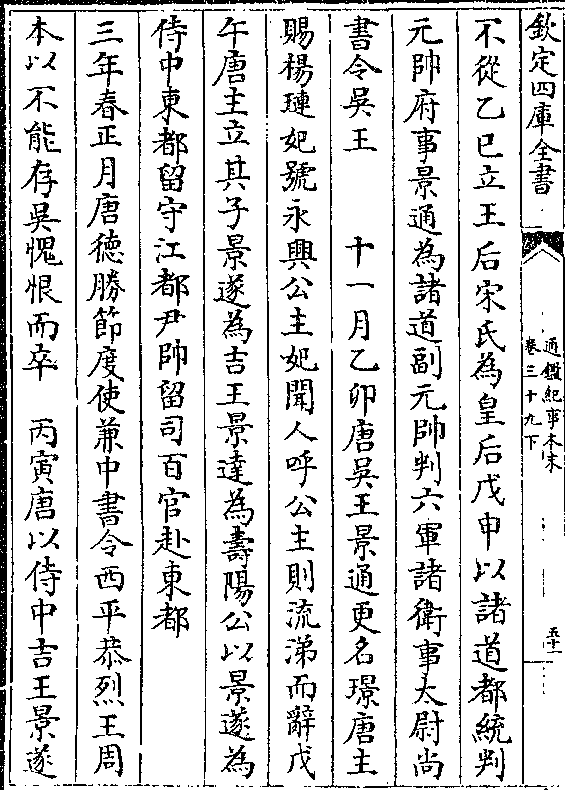 欽定四庫全書
通鑑紀事本末
卷三十九下
五十一
不從乙巳立王后宋氏為皇后戊申以諸道都統判
元帥府事景通為諸道副元帥判六軍諸衛事太尉尚
書令吳王　十一月乙卯唐吳王景通更名璟唐主
賜楊璉妃號永興公主妃聞人呼公主則流涕而辭戊
午唐主立其子景遂為吉王景達為壽陽公以景遂為
侍中東都留守江都尹帥留司百官赴東都
三年春正月唐德勝節度使兼中書令西平恭烈王周
本以不能存吳愧恨而卒　丙寅唐以侍中吉王景遂